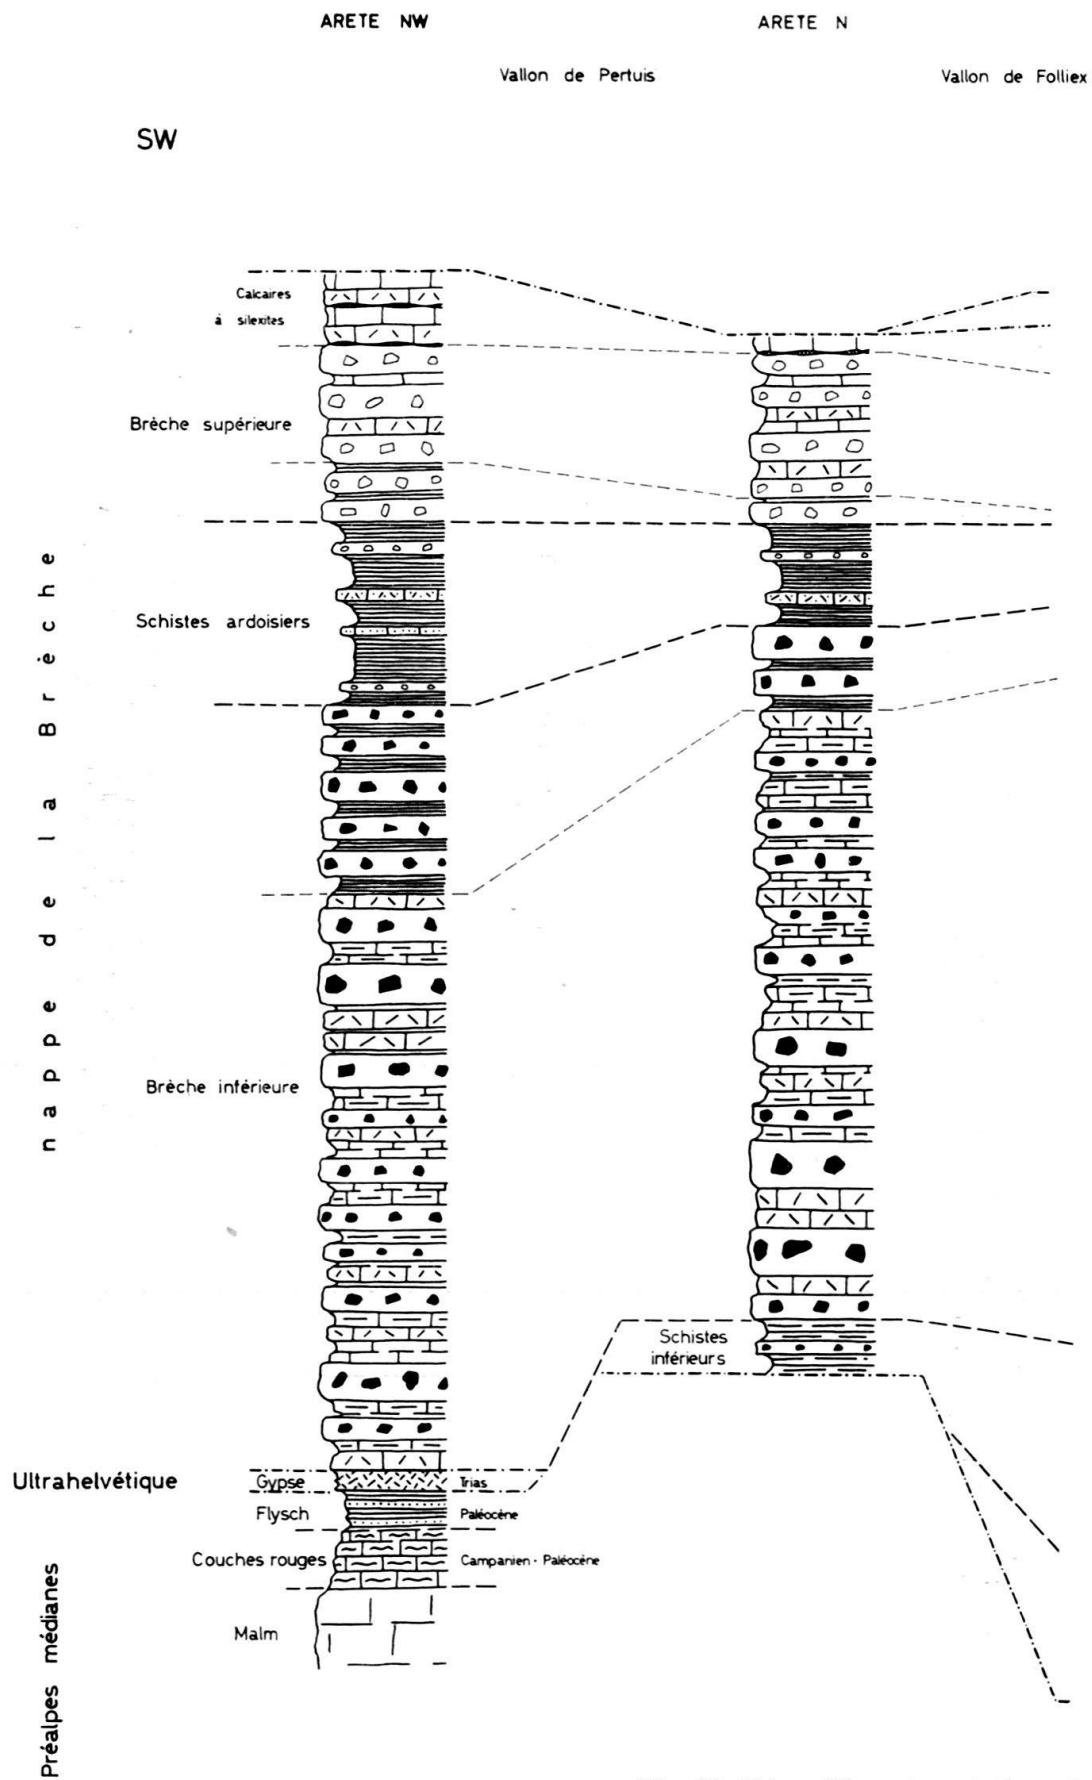 ARETE NW
ARETE N
Vallon de Pertuis
Vallon de Folliex
SW
Calcaires
à silexites
Brèche supérieure
Schistes ardoisiers
nappe de la Brèche
Brèche inférieure
Schistes
inférieurs
Ultrahelvétique
Gypse
Trias
Flysch
Paléocène
Couches rouges
Campanien - Paléocène
Malm
Préalpes médianes